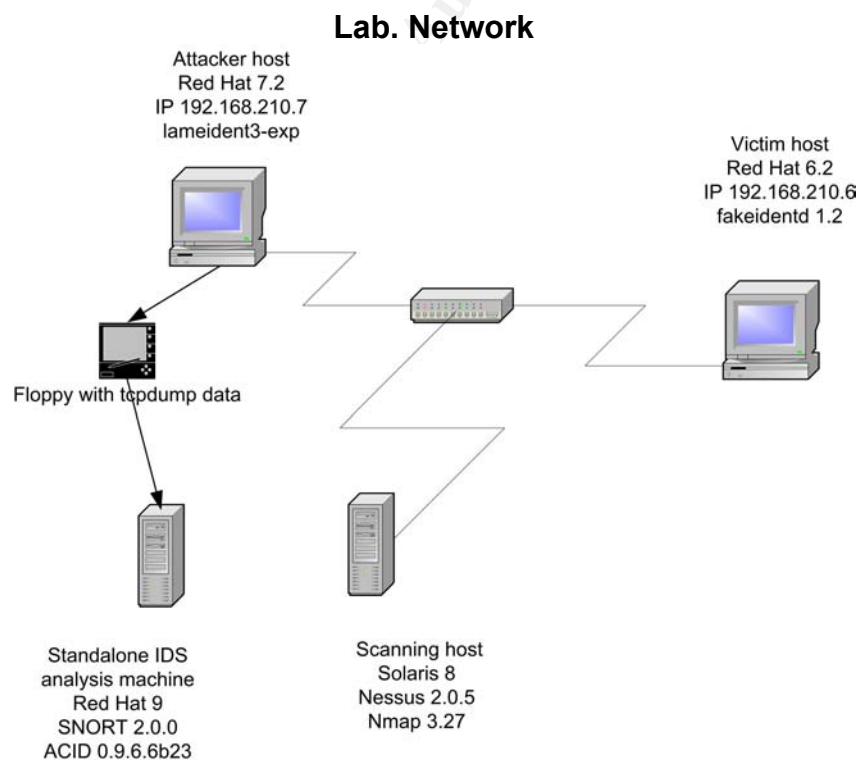 Lab. Network
Attacker host
Red Hat 7.2
IP 192.168.210.7
lameident3-exp
Victim host
Red Hat 6.2
IP 192.168.210.6
fakeidentd 1.2
Floppy with tcpdump data
Standalone IDS
analysis machine
Red Hat 9
SNORT 2.0.0
ACID 0.9.6.6b23
Scanning host
Solaris 8
Nessus 2.0.5
Nmap 3.27